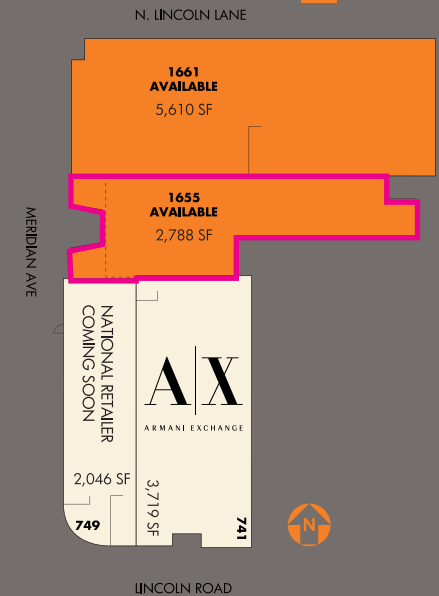 N. LINCOLN LANE
1661
AVAILABLE
5,610 SF
1655
AVAILABLE
2,788 SF
MERIDIAN AVE
NATIONAL RETAILER
COMING SOON
2,046 SF
749
A|X
ARMANI EXCHANGE
3,719 SF
741
N
LINCOLN ROAD